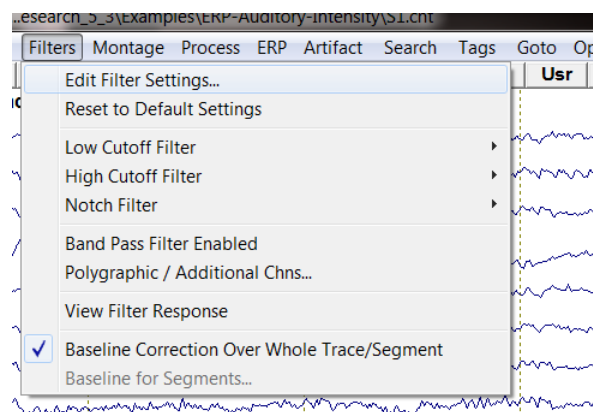 ..esearch_5_3\Examples\ERP-Auditory-Intensity\S1.cnt
Filters Montage Process ERP Artifact Search Tags Goto Op
Usr
Edit Filter Settings...
Reset to Default Settings
Low Cutoff Filter
High Cutoff Filter
Notch Filter
Band Pass Filter Enabled
Polygraphic / Additional Chns...
View Filter Response
Baseline Correction Over Whole Trace/Segment
Baseline for Segments...